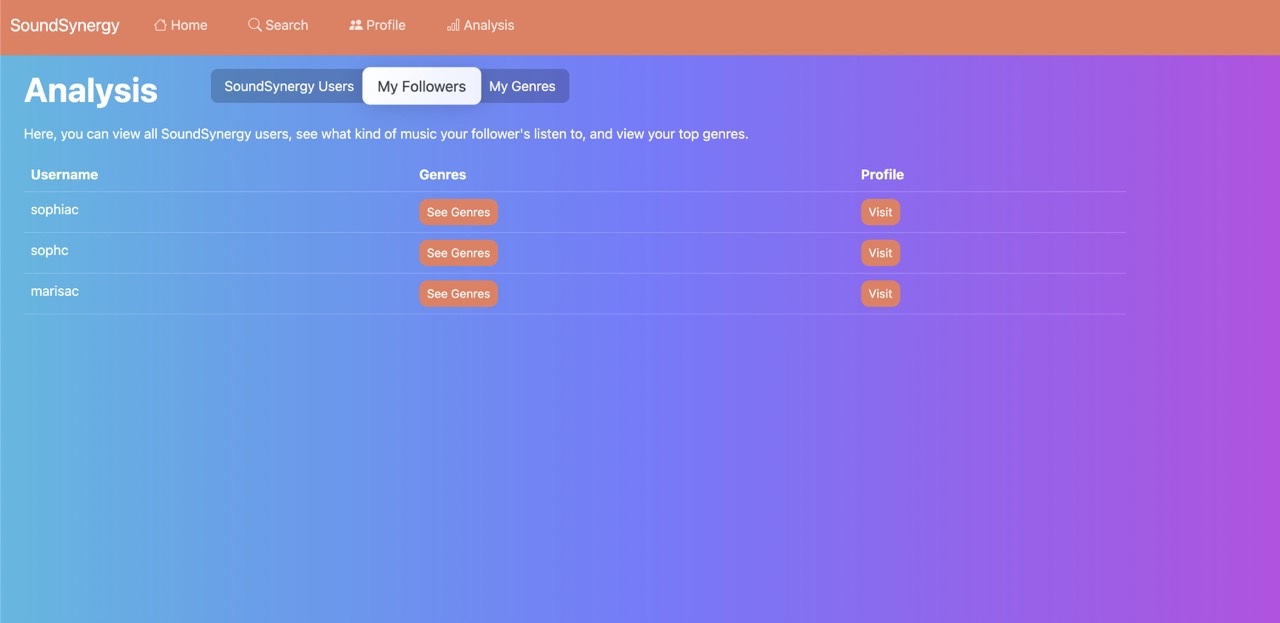 SoundSynergy Home Search Profile Analysis
Analysis SoundSynergy Users My Followers My Genres
Here, you can view all SoundSynergy users, see what kind of music your follower's listen to, and view your top genres.
Username Genres Profile
sophiac See Genres Visit
sophc See Genres Visit
marisac See Genres Visit